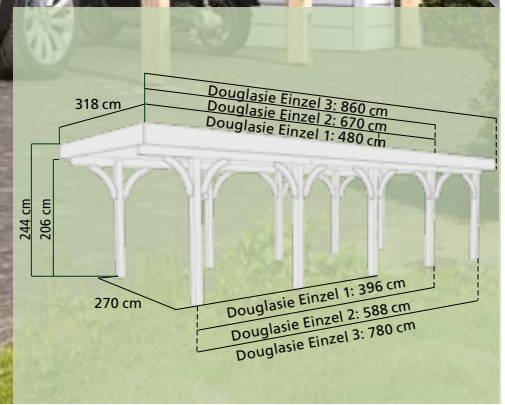 318 cm
Douglasie Einzel 3: 860 cm
Douglasie Einzel 2: 670 cm
Douglasie Einzel 1: 480 cm
244 cm
206 cm
270 cm
Douglasie Einzel 1: 396 cm
Douglasie Einzel 2: 588 cm
Douglasie Einzel 3: 780 cm